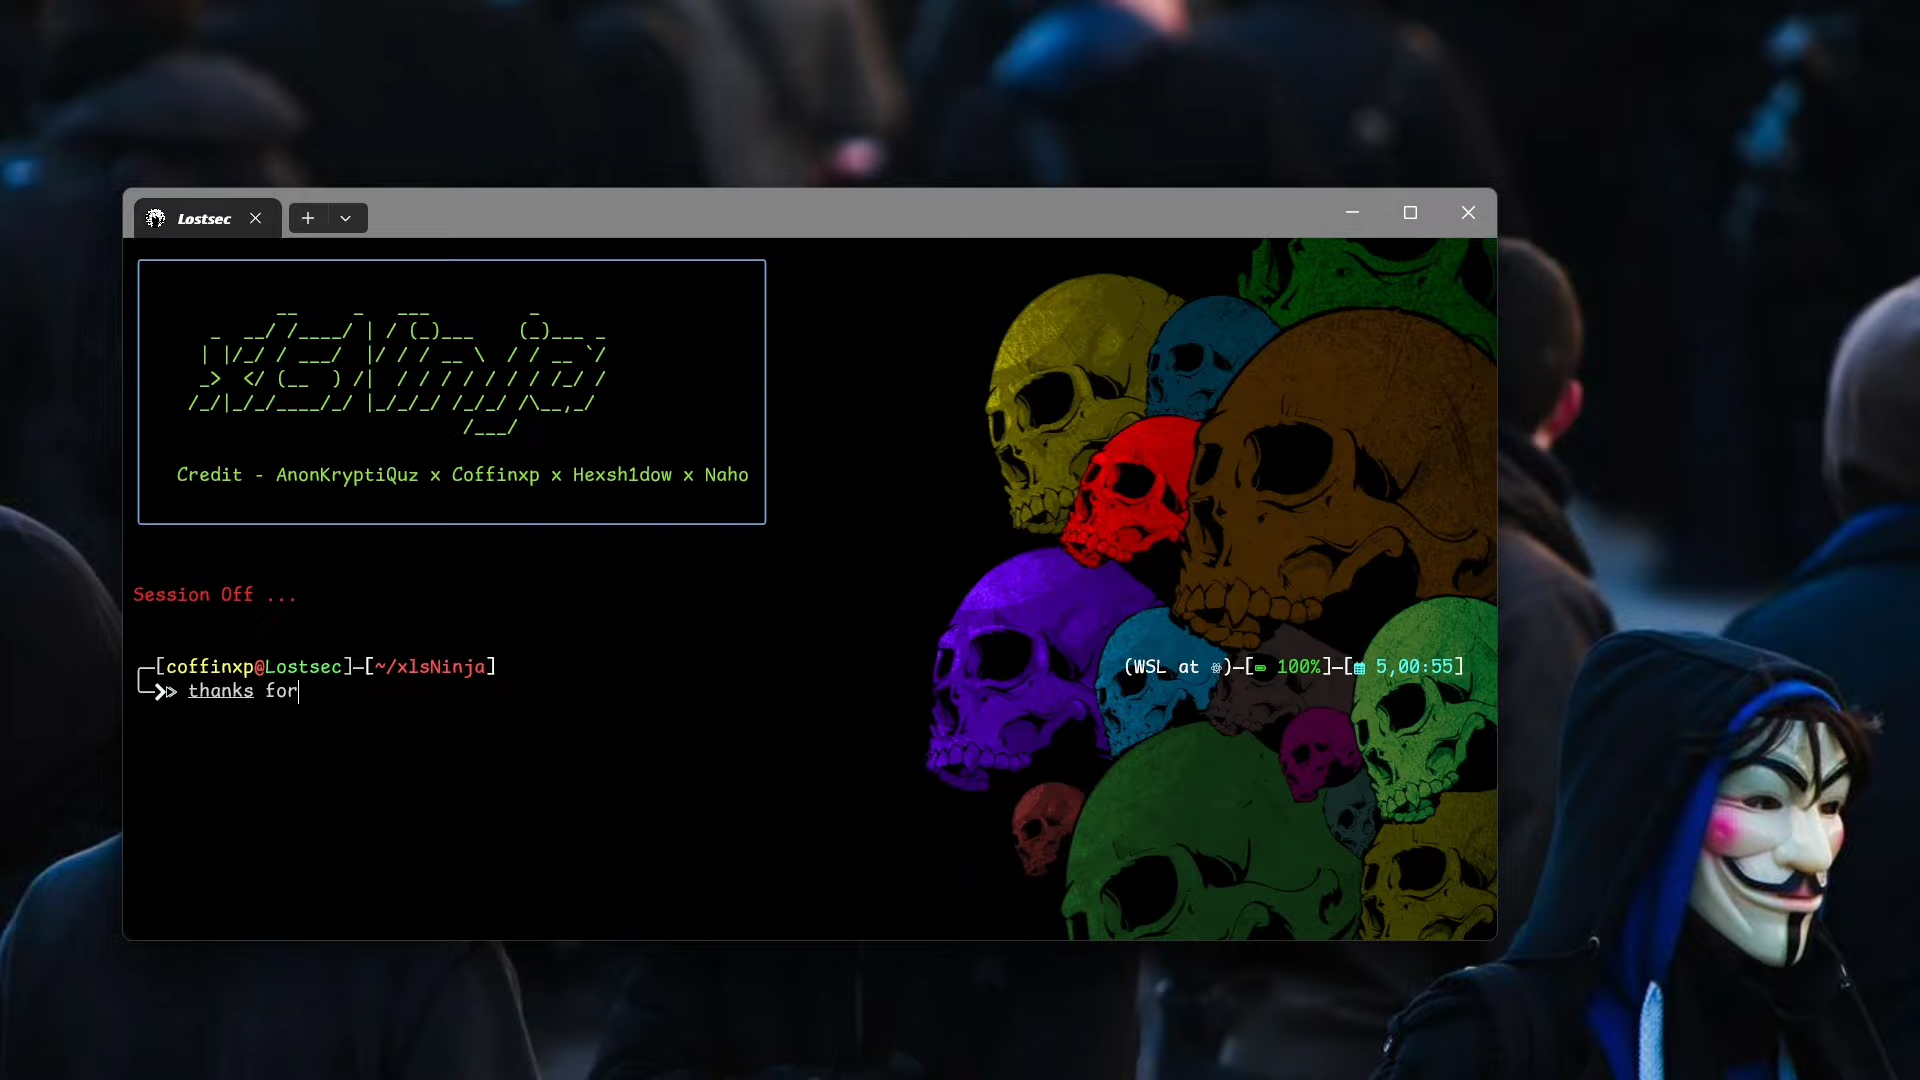 Lostsec
xlsNinja
Credit - AnonKryptiQuz x Coffinxp x Hexsh1dow x Naho
Session Off ...
[coffinxp@Lostsec]-[~/xlsNinja]
(WSL at )-[ 100%]-[ 5,00:55]
thanks for